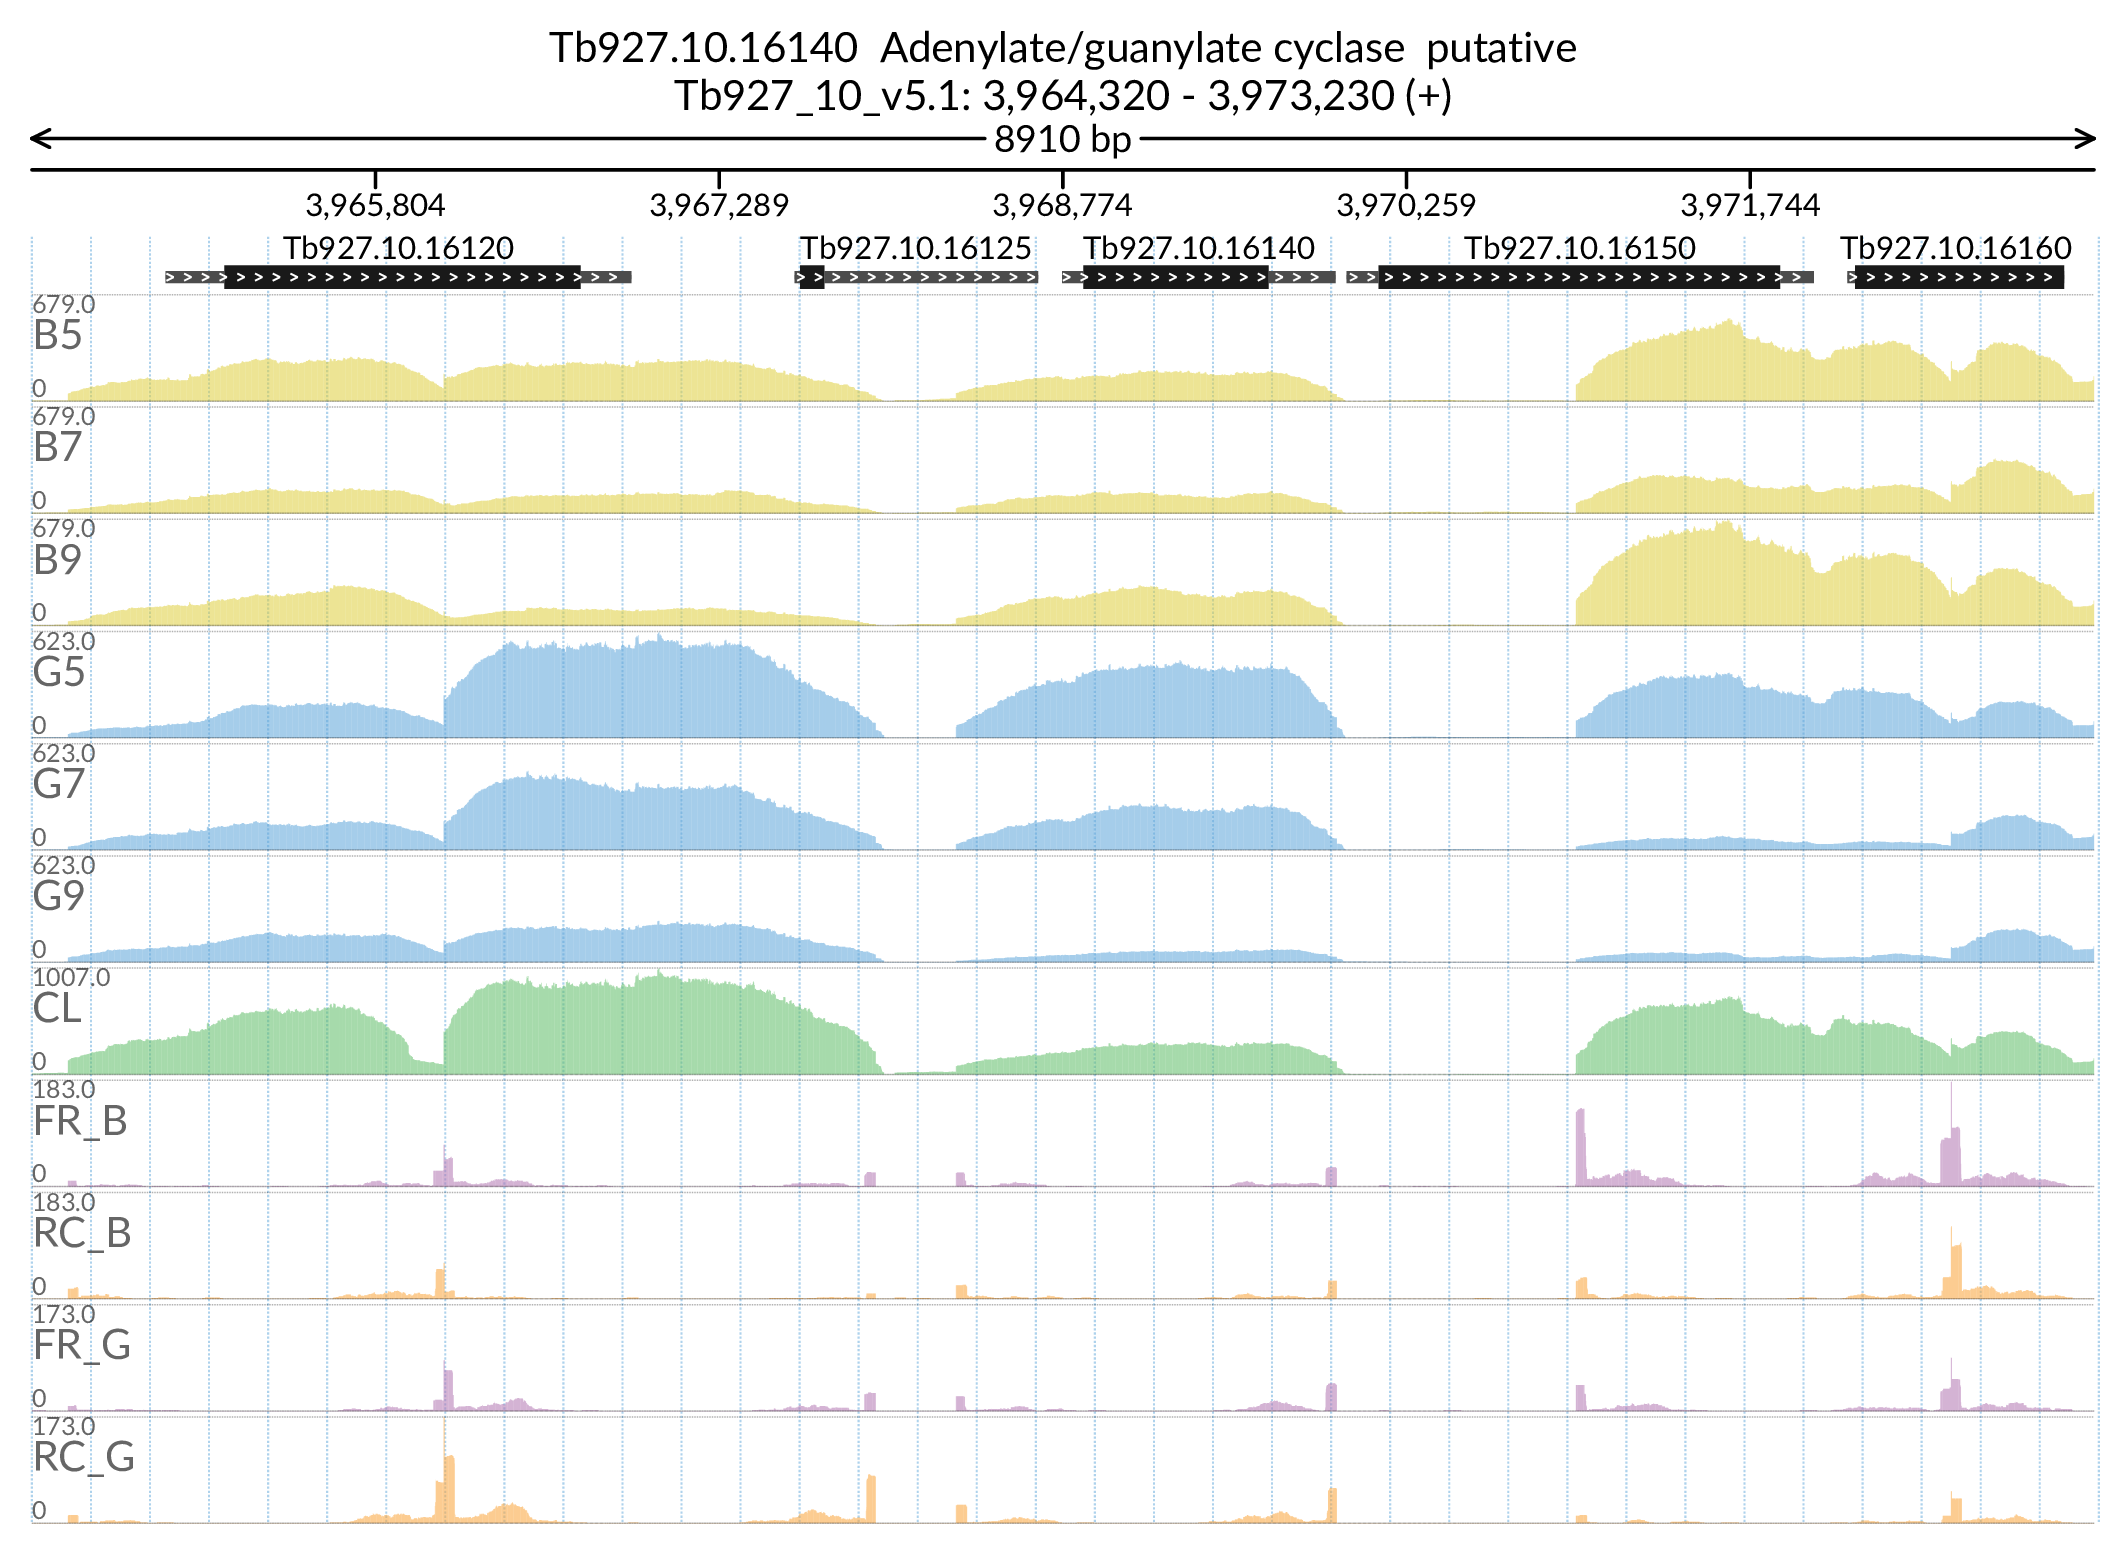 Tb927.10.16140 Adenylate/guanylate cyclase putative
Tb927_10_v5.1: 3,964,320 - 3,973,230 (+)
8910 bp
3,965,804 3,967,289 3,968,774 3,970,259 3,971,744
Tb927.10.16120 Tb927.10.16125 Tb927.10.16140 Tb927.10.16150 Tb927.10.16160
679.0
B5
0
679.0
B7
0
679.0
B9
0
623.0
G5
0
623.0
G7
0
623.0
G9
0
1007.0
CL
0
183.0
FR_B
0
183.0
RC_B
0
173.0
FR_G
0
173.0
RC_G
0